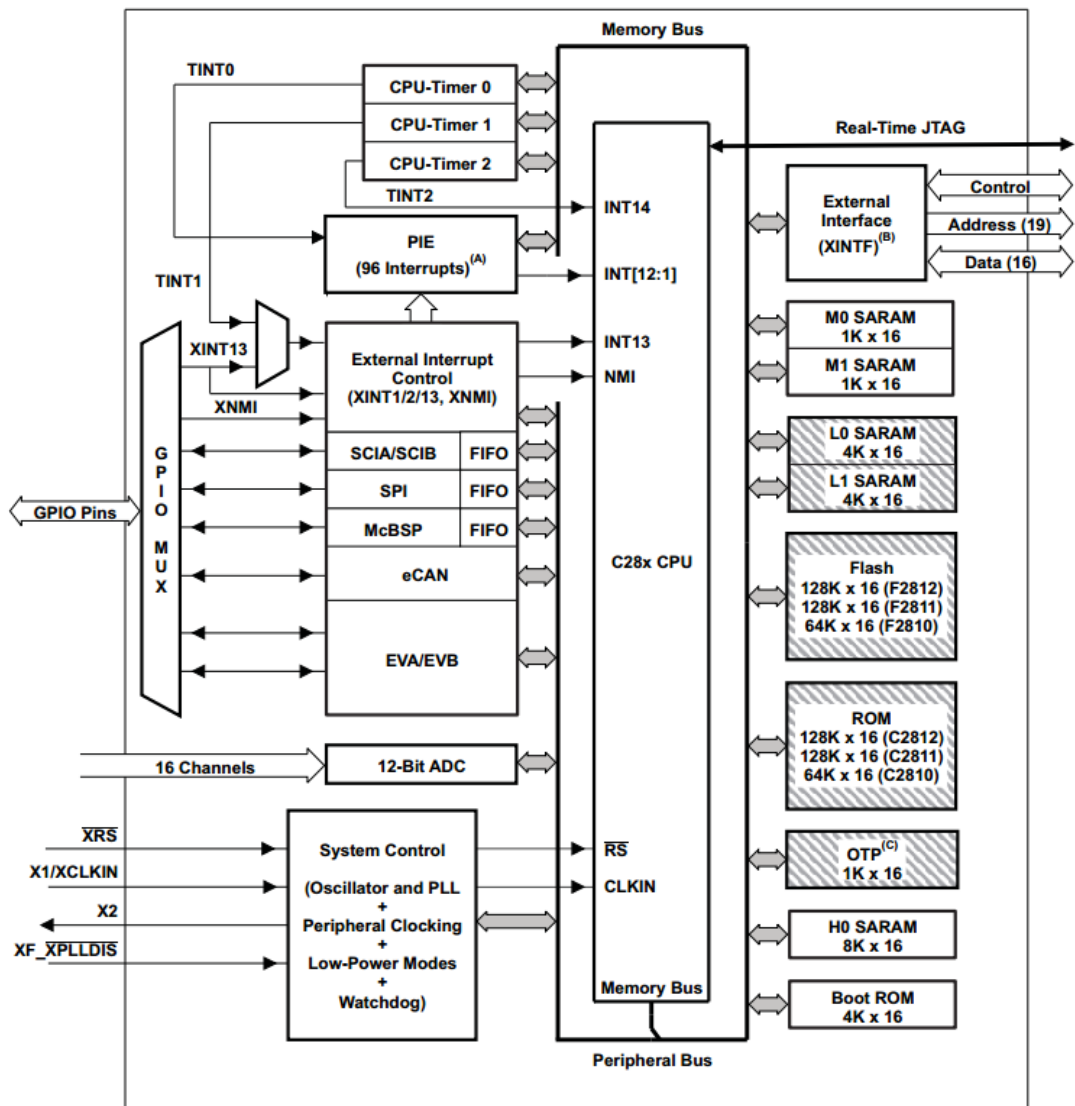 Memory Bus
TINT0
CPU-Timer 0
CPU-Timer 1
CPU-Timer 2
TINT2
Real-Time JTAG
INT14
External
Interface
(XINTF)(B)
Control
Address (19)
Data (16)
PIE
(96 Interrupts)(A)
INT[12:1]
TINT1
XINT13
External Interrupt
Control
(XINT1/2/13, XNMI)
INT13
NMI
M0 SARAM
1K x 16
M1 SARAM
1K x 16
XNMI
L0 SARAM
4K x 16
L1 SARAM
4K x 16
GPIO Pins
GPIO MUX
SCIA/SCIB FIFO
SPI FIFO
McBSP FIFO
eCAN
EVA/EVB
C28x CPU
Flash
128K x 16 (F2812)
128K x 16 (F2811)
64K x 16 (F2810)
ROM
128K x 16 (C2812)
128K x 16 (C2811)
64K x 16 (C2810)
16 Channels
12-Bit ADC
XRS
X1/XCLKIN
X2
XF_XPLLDIS
System Control
(Oscillator and PLL
+
Peripheral Clocking
+
Low-Power Modes
+
Watchdog)
RS
CLKIN
OTP(C)
1K x 16
H0 SARAM
8K x 16
Memory Bus
Boot ROM
4K x 16
Peripheral Bus